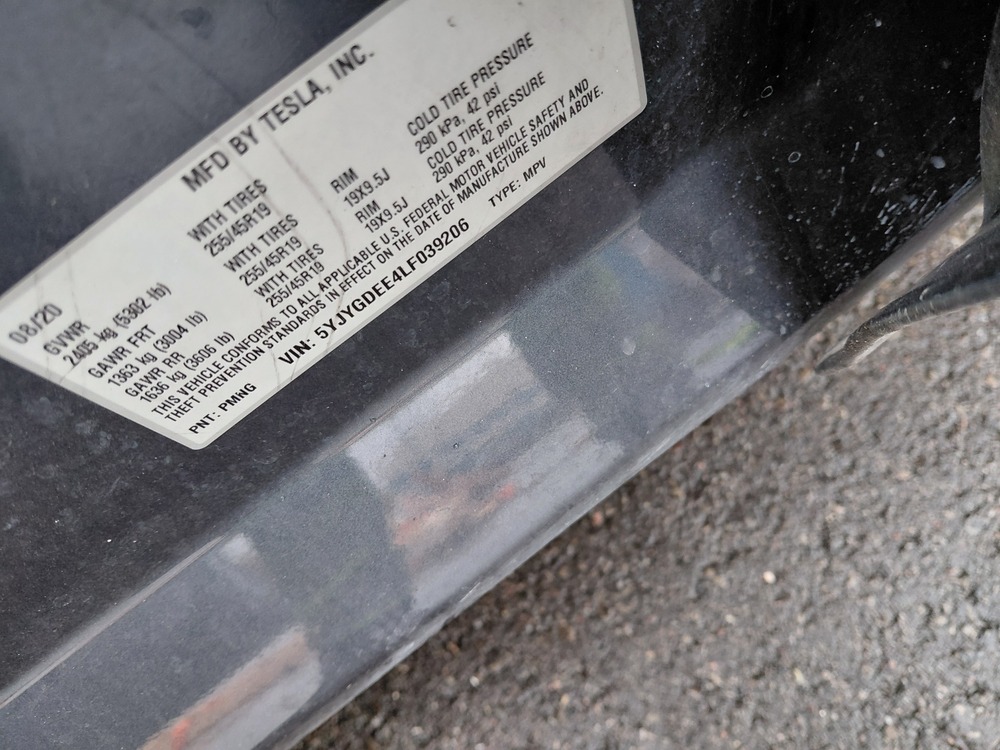 MFD BY TESLA, INC.
08/20
GVWR
2405 kg (5302 lb)
GAWR FRT
1363 kg (3004 lb)
GAWR RR
1636 kg (3606 lb)
WITH TIRES
255/45R19
WITH TIRES
255/45R19
WITH TIRES
255/45R19
RIM
19X9.5J
RIM
19X9.5J
COLD TIRE PRESSURE
290 kPa, 42 psi
COLD TIRE PRESSURE
290 kPa, 42 psi
THIS VEHICLE CONFORMS TO ALL APPLICABLE U.S. FEDERAL MOTOR VEHICLE SAFETY AND
THEFT PREVENTION STANDARDS IN EFFECT ON THE DATE OF MANUFACTURE SHOWN ABOVE.
PNT: PMNG VIN: 5YJYGDEE4LF039206 TYPE: MPV